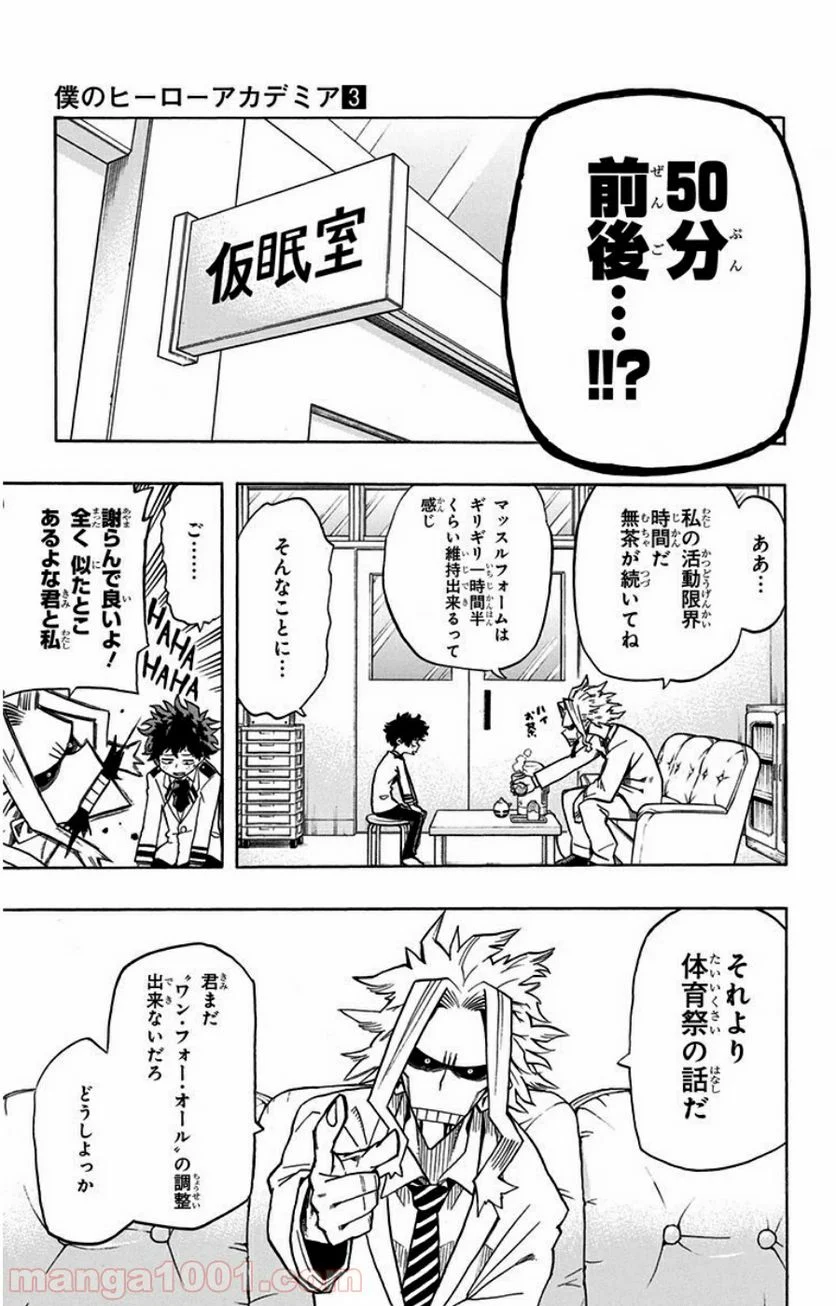 僕のヒーローアカデミア3
50分
前後…
!!?
仮眠室
ああ…
私の活動限界
時間だ
無茶が続いてね
マッスルフォームは
ギリギリ一時間半
くらい維持出来るって
感じ
ハイ
お茶
そんなことに…
ご……
HAHA
HAHA
謝らんで良いよ!
全く似たとこ
あるよな君と私
それより
体育祭の話だ
君まだ
〝ワン・フォー・オール〟の調整
出来ないだろ
どうしよっか
manga1001.com